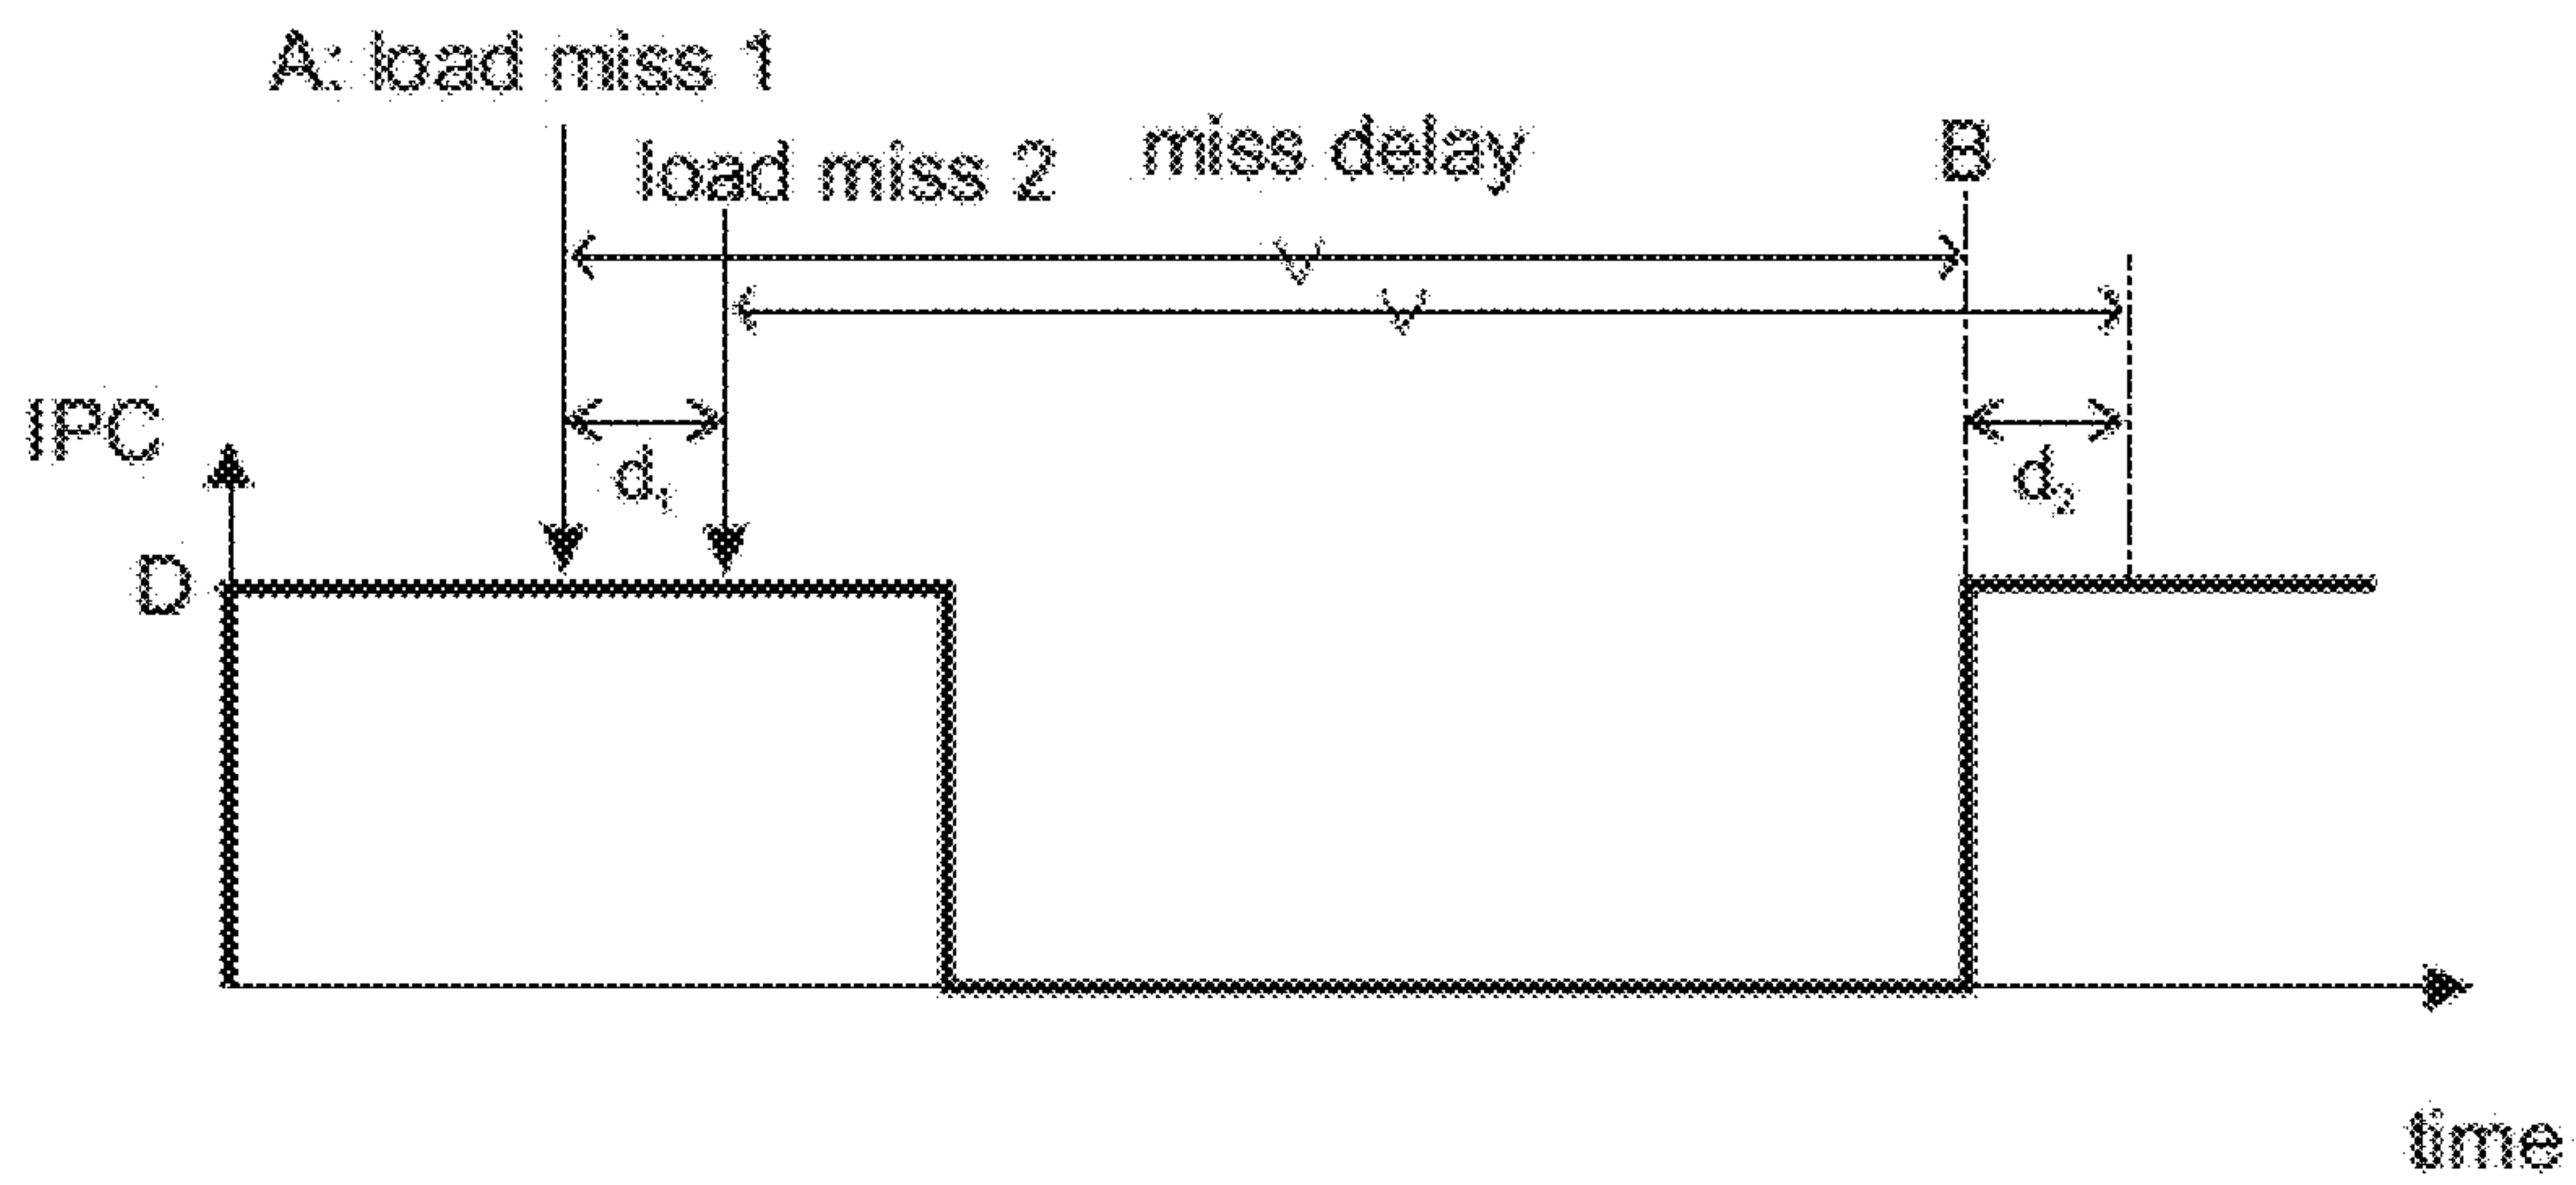 A: load miss 1
load miss 2
miss delay
B
IPC
d₁
d₂
D
time